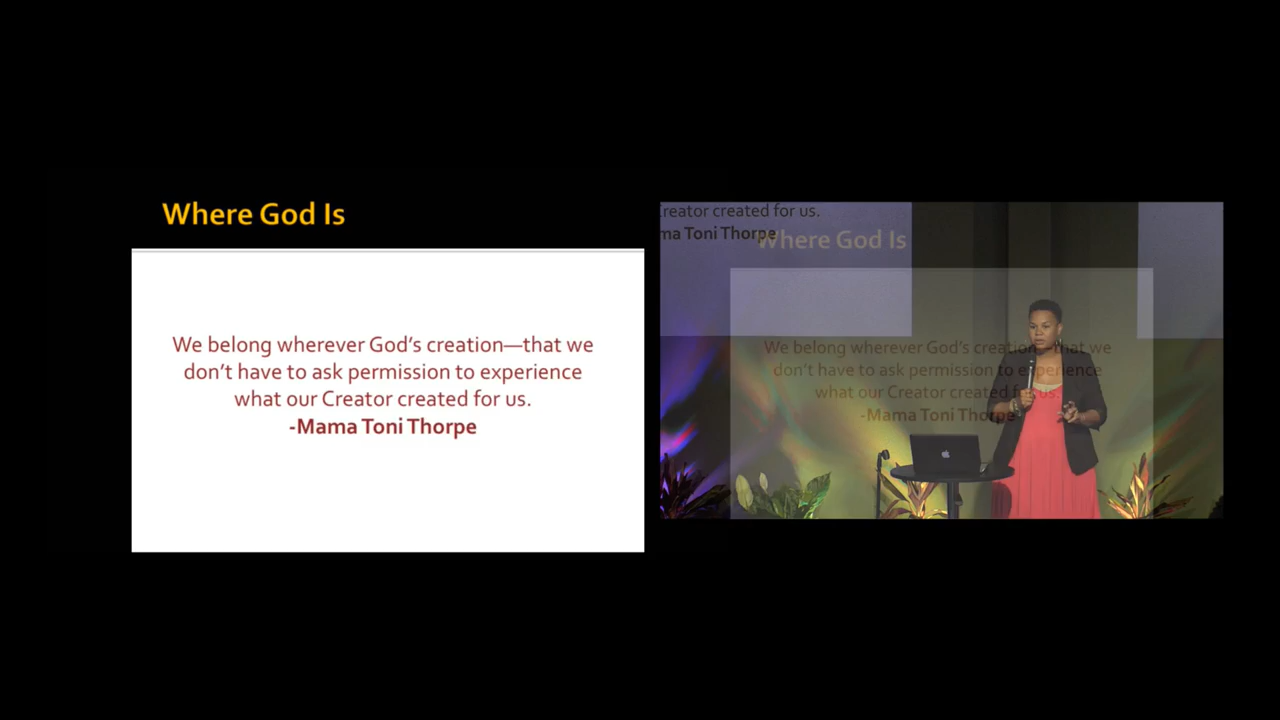 Where God Is
We belong wherever God's creation—that we
don't have to ask permission to experience
what our Creator created for us.
-Mama Toni Thorpe
Creator created for us.
ma Toni Thorpe
Where God Is
We belong wherever God's creation—that we
don't have to ask permission to experience
what our Creator created for us.
-Mama Toni Thorpe